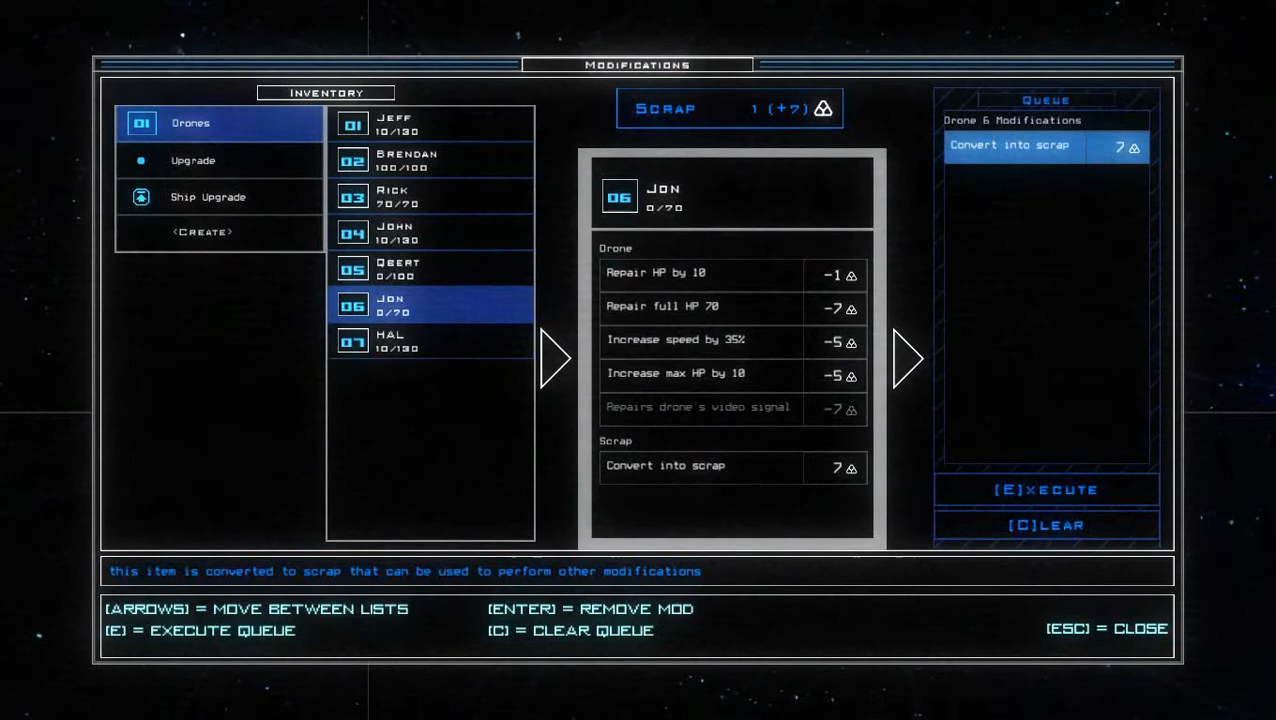 MODIFICATIONS
INVENTORY
01 Drones
Upgrade
Ship Upgrade
<CREATE>
01 JEFF
10/130
02 BRENDAN
100/100
03 RICK
70/70
04 JOHN
10/130
05 QBERT
0/100
06 JON
0/70
07 HAL
10/130
SCRAP 1 (+7)
06 JON
0/70
Drone
Repair HP by 10 -1
Repair full HP 70 -7
Increase speed by 35% -5
Increase max HP by 10 -5
Repairs drone's video signal -7
Scrap
Convert into scrap 7
QUEUE
Drone 6 Modifications
Convert into scrap 7
[E]XECUTE
[C]LEAR
this item is converted to scrap that can be used to perform other modifications
[ARROWS] = MOVE BETWEEN LISTS [ENTER] = REMOVE MOD
[E] = EXECUTE QUEUE [C] = CLEAR QUEUE [ESC] = CLOSE